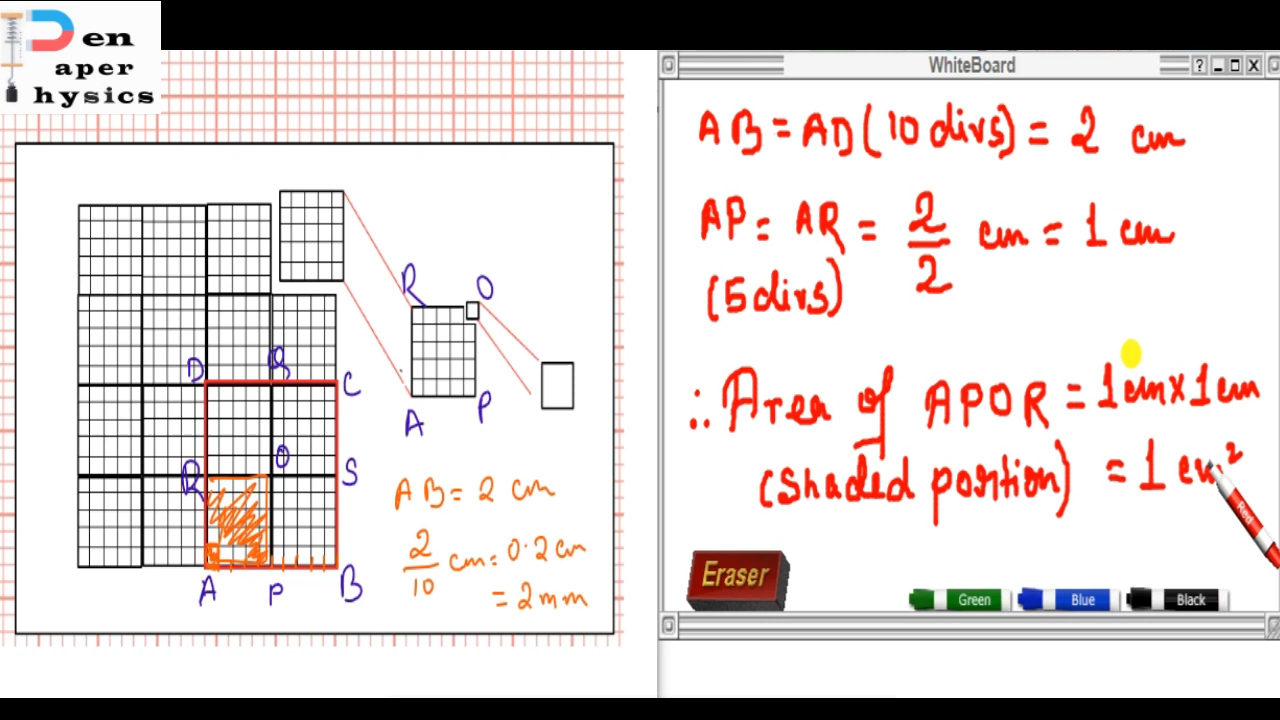 Pen
aper
hysics
WhiteBoard
?
AB = AD (10 divs) = 2 cm
AP = AR = 2/2 cm = 1 cm
(5 divs)
∴ Area of APOR = 1 cm x 1 cm
(shaded portion) = 1 cm²
R
O
A
P
D
Q
C
R
O
S
A
P
B
AB = 2 cm
2/10 cm = 0.2 cm
= 2 mm
Eraser
Green
Blue
Black
Red